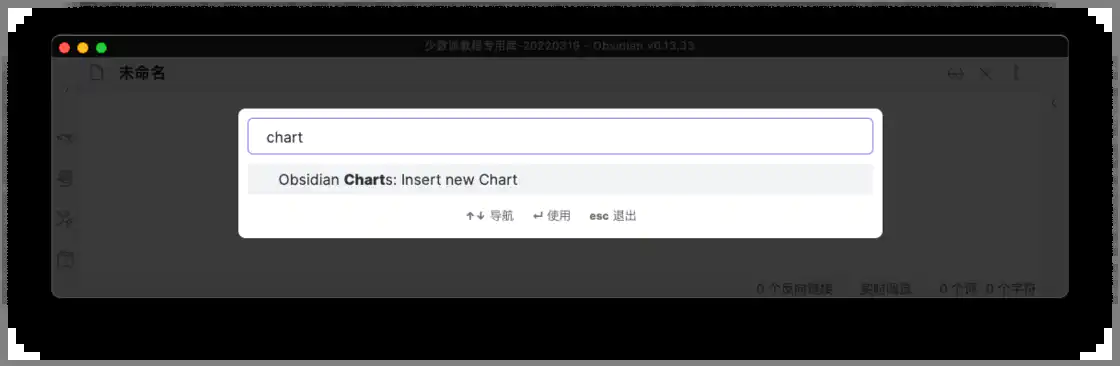 少数派教程专用库-20220319 - Obsidian v0.13.33
未命名
chart
Obsidian Charts: Insert new Chart
↑↓ 导航 ↵ 使用 esc 退出
0 个反向链接 实时预览 0 个词 0 个字符